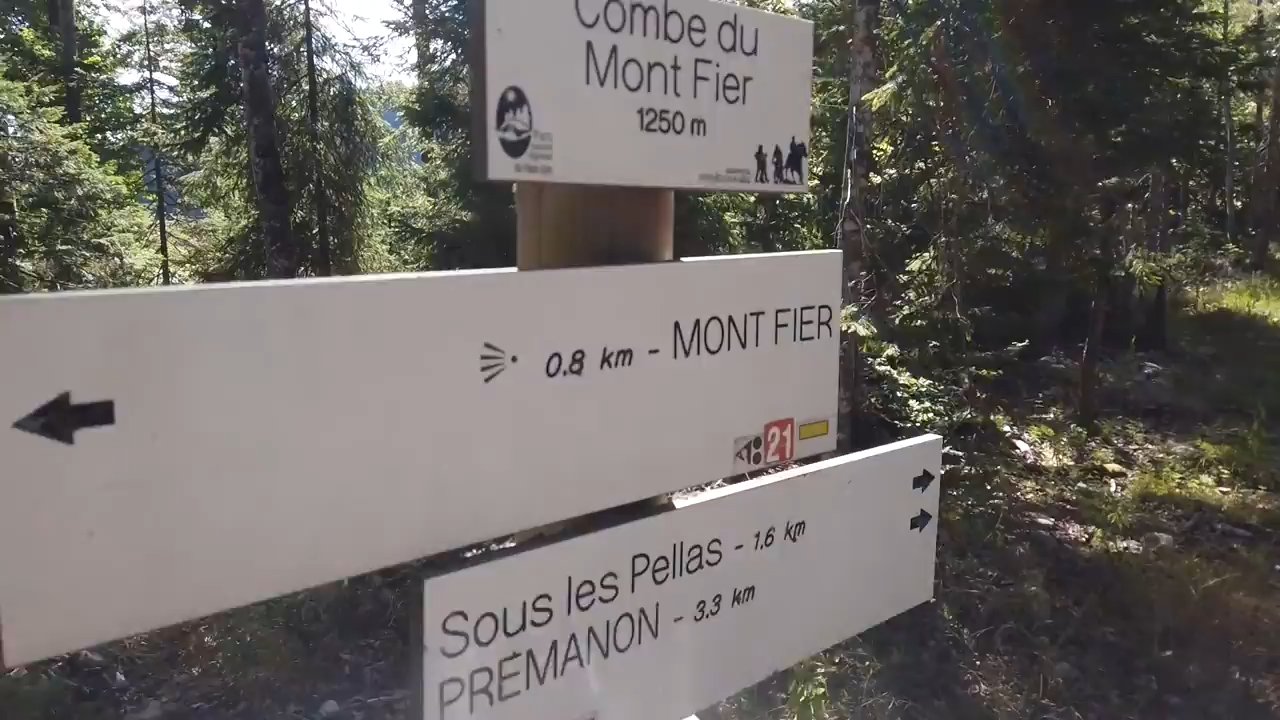 Combe du
Mont Fier
1250 m
0.8 km - MONT FIER
21
Sous les Pellas - 1.6 km
PRÉMANON - 3.3 km